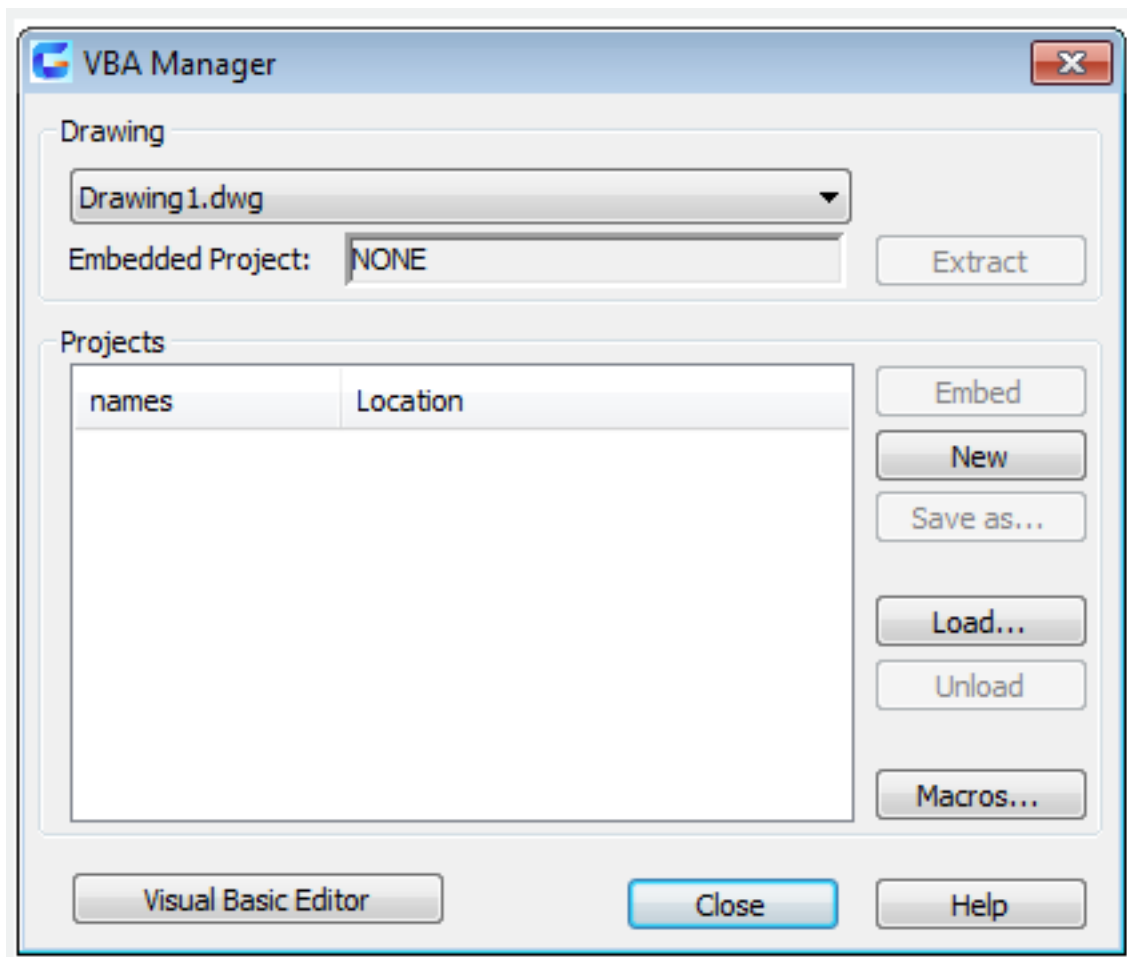 VBA Manager
Drawing
Drawing1.dwg
Embedded Project: NONE Extract
Projects
names Location
Embed
New
Save as...
Load...
Unload
Macros...
Visual Basic Editor Close Help